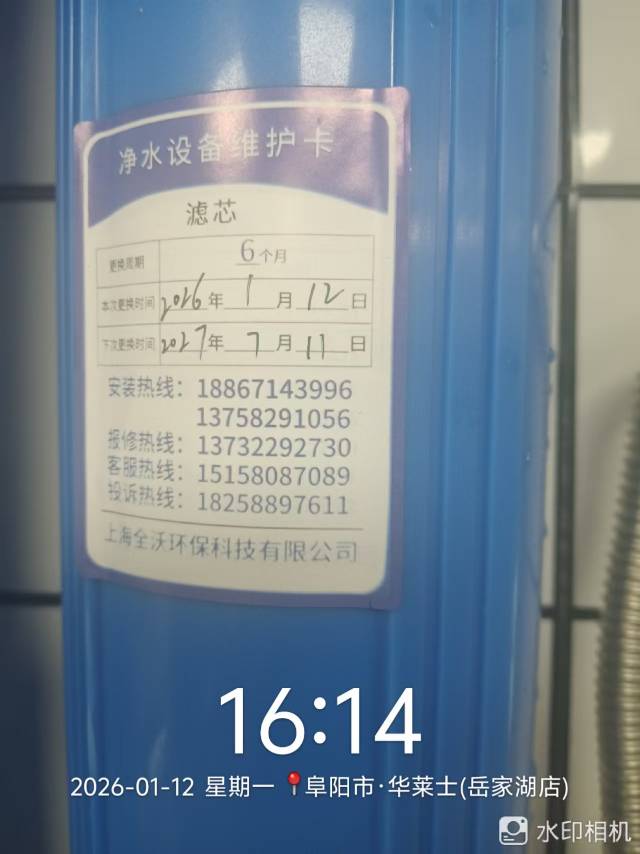 净水设备维护卡
滤芯
更换周期 6个月
本次更换时间 2026年 1 月 12 日
下次更换时间 2027年 7 月 11 日
安装热线：18867143996
13758291056
报修热线：13732292730
客服热线：15158087089
投诉热线：18258897611
上海全沃环保科技有限公司
16:14
2026-01-12 星期一 📍阜阳市·华莱士(岳家湖店)
水印相机